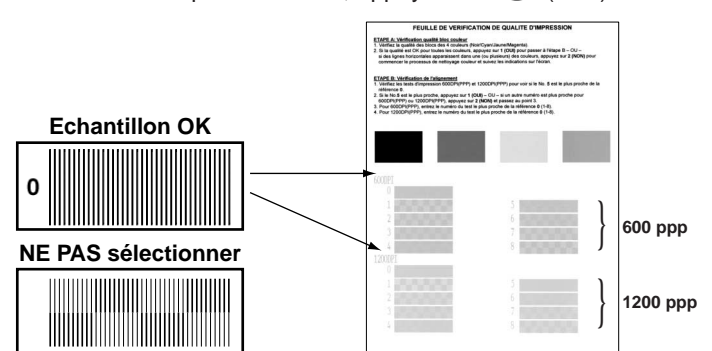 FEUILLE DE VERIFICATION DE QUALITE D'IMPRESSION
ETAPE A: Vérification qualité bloc couleur
1. Vérifiez la qualité des blocs des 4 couleurs (Noir/Cyan/Jaune/Magenta)
2. Si la qualité est OK pour toutes les couleurs, appuyez sur 1 (OUI) pour passer à l'étape B – OU –
si des lignes horizontales apparaissent dans une (ou plusieurs) des couleurs, appuyez sur 2 (NON) pour
commencer le processus de nettoyage couleur et suivez les indications sur l'écran.
ETAPE B: Vérification de l'alignement
1. Vérifiez les tests d'impression 600DPI(PPP) et 1200DPI(PPP) pour voir si le No. 5 est le plus proche de la
référence 0.
2. Si le No.5 est le plus proche, appuyez sur 1 (OUI) – OU – si un autre numéro est plus proche pour
600DPI(PPP) ou 1200DPI(PPP), appuyez sur 2 (NON) et passez au point 3.
3. Pour 600DPI(PPP), entrez le numéro du test le plus proche de la référence 0 (1-8).
4. Pour 1200DPI(PPP), entrez le numéro du test le plus proche de la référence 0 (1-8).
Echantillon OK
0
NE PAS sélectionner
600DPI
0
1 5
2 6
3 7
4 8
600 ppp
1200DPI
0
1 5
2 6
3 7
4 8
1200 ppp